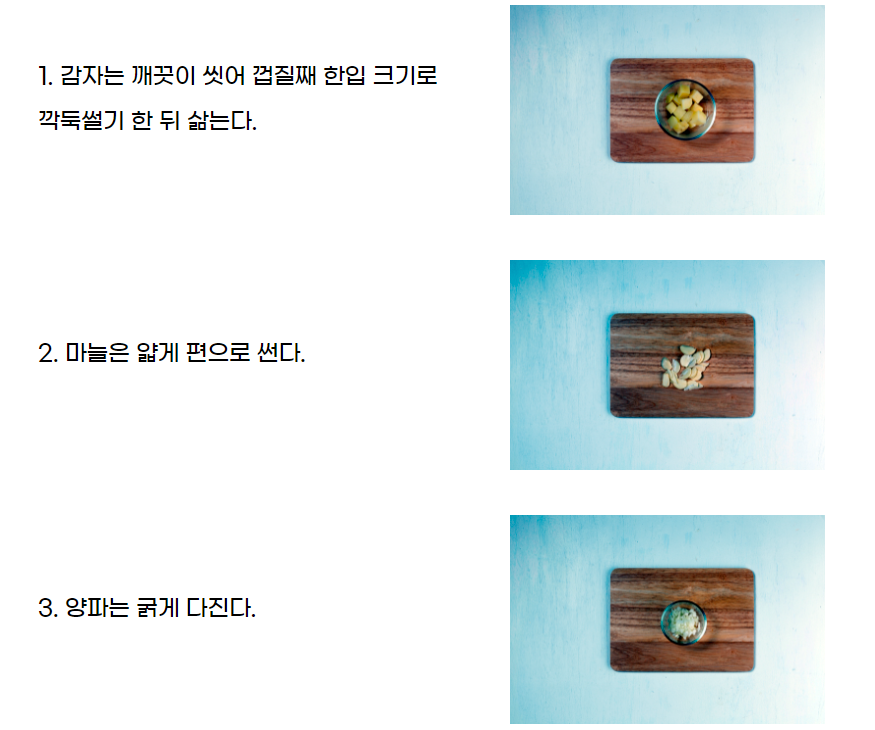 1. 감자는 깨끗이 씻어 껍질째 한입 크기로
깍둑썰기 한 뒤 삶는다.
2. 마늘은 얇게 편으로 썬다.
3. 양파는 굵게 다진다.